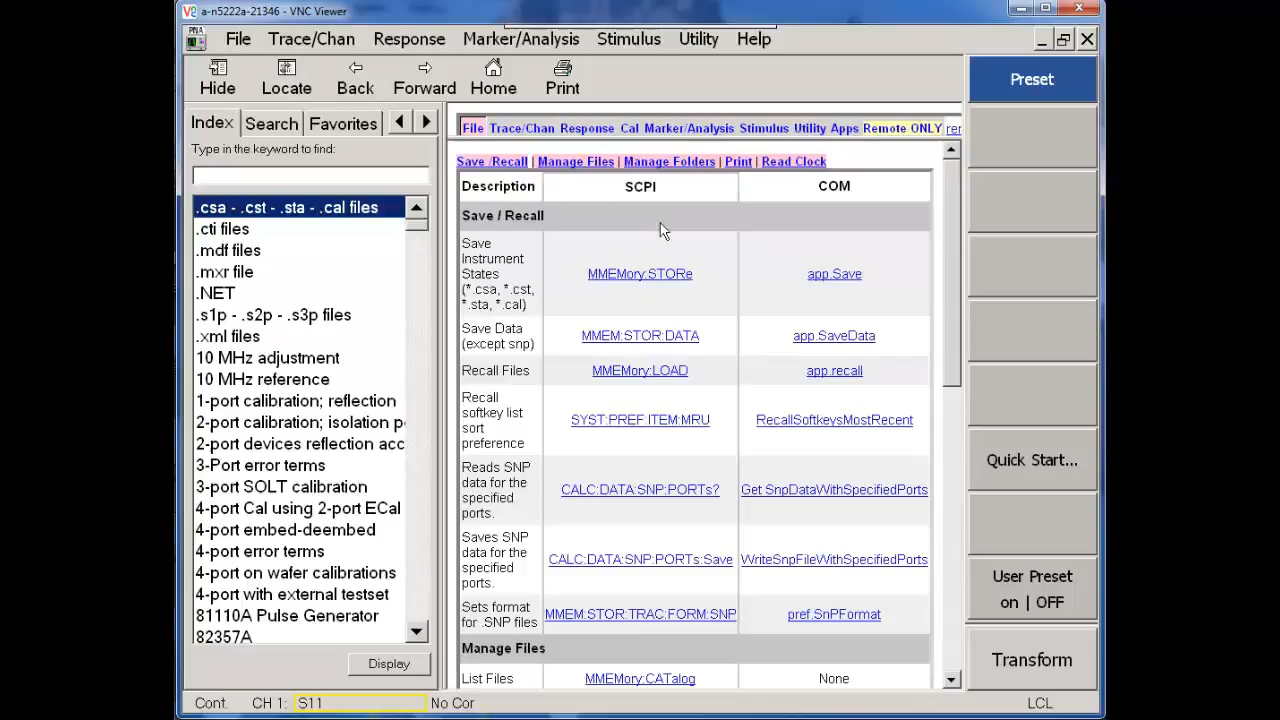 a-n5222a-21346 - VNC Viewer
File Trace/Chan Response Marker/Analysis Stimulus Utility Help
Hide Locate Back Forward Home Print
Index Search Favorites
Type in the keyword to find:
.csa - .cst - .sta - .cal files
.cti files
.mdf files
.mxr file
.NET
.s1p - .s2p - .s3p files
.xml files
10 MHz adjustment
10 MHz reference
1-port calibration; reflection
2-port calibration; isolation p
2-port devices reflection acc
3-Port error terms
3-port SOLT calibration
4-port Cal using 2-port ECal
4-port embed-deembed
4-port error terms
4-port on wafer calibrations
4-port with external testset
81110A Pulse Generator
82357A
Display
File Trace/Chan Response Cal Marker/Analysis Stimulus Utility Apps Remote ONLY rer
Save /Recall | Manage Files | Manage Folders | Print | Read Clock
Description SCPI COM
Save / Recall
Save
Instrument
States
(*.csa, *.cst,
*.sta, *.cal)
MMEMory:STORe app.Save
Save Data
(except snp)
MMEM:STOR:DATA app.SaveData
Recall Files MMEMory:LOAD app.recall
Recall
softkey list
sort
preference
SYST:PREF:ITEM:MRU RecallSoftkeysMostRecent
Reads SNP
data for the
specified
ports.
CALC:DATA:SNP:PORTs? Get SnpDataWithSpecifiedPorts
Saves SNP
data for the
specified
ports.
CALC:DATA:SNP:PORTs:Save WriteSnpFileWithSpecifiedPorts
Sets format
for .SNP files
MMEM:STOR:TRAC:FORM:SNP pref.SnPFormat
Manage Files
List Files MMEMory:CATalog None
Preset
Quick Start...
User Preset
on | OFF
Transform
Cont. CH 1: S11 No Cor LCL